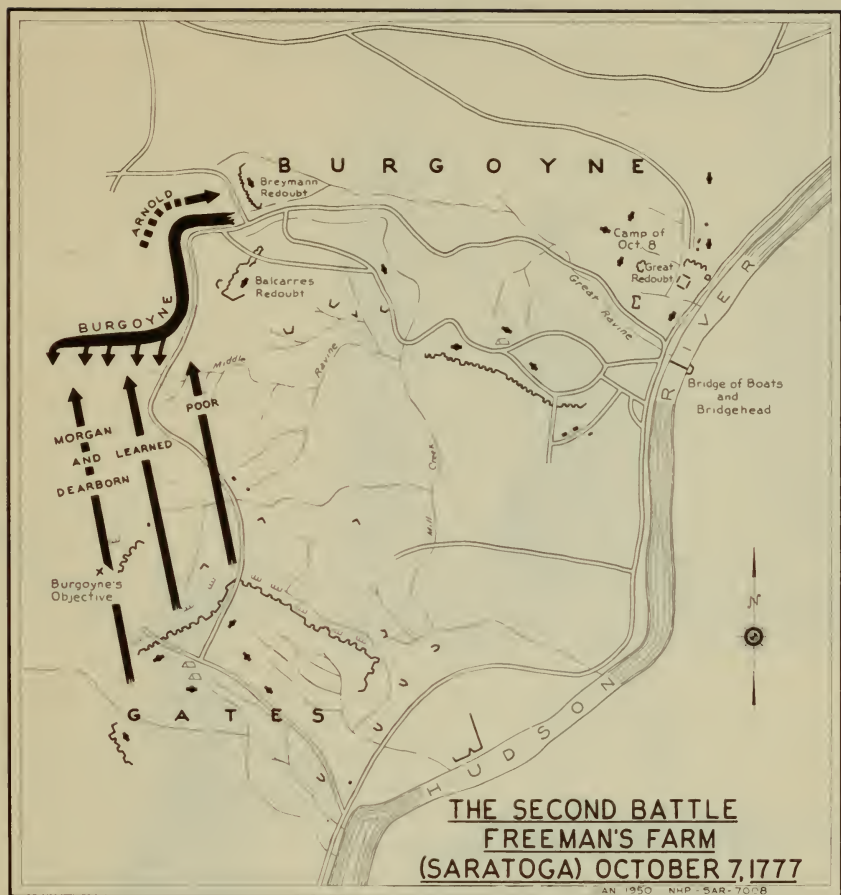 BURGOYNE
Breymann
Redoubt
ARNOLD
Camp of
Oct. 8
Great
Redoubt
Balcarres
Redoubt
Great Ravine
BURGOYNE
RIVER
Middle
Ravine
Bridge of Boats
and
Bridgehead
POOR
MORGAN
AND
DEARBORN
LEARNED
Mill
Creek
Burgoyne's
Objective
N
GATES
HUDSON
THE SECOND BATTLE
FREEMAN'S FARM
(SARATOGA) OCTOBER 7, 1777
AN 1950 NHP-SAR-7008